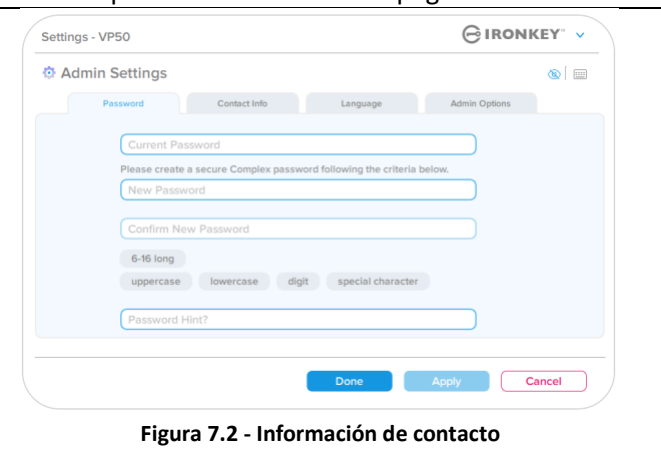 Settings - VP50
IRONKEY™
Admin Settings
Password Contact Info Language Admin Options
Current Password
Please create a secure Complex password following the criteria below.
New Password
Confirm New Password
6-16 long
uppercase lowercase digit special character
Password Hint?
Done Apply Cancel
Figura 7.2 - Información de contacto